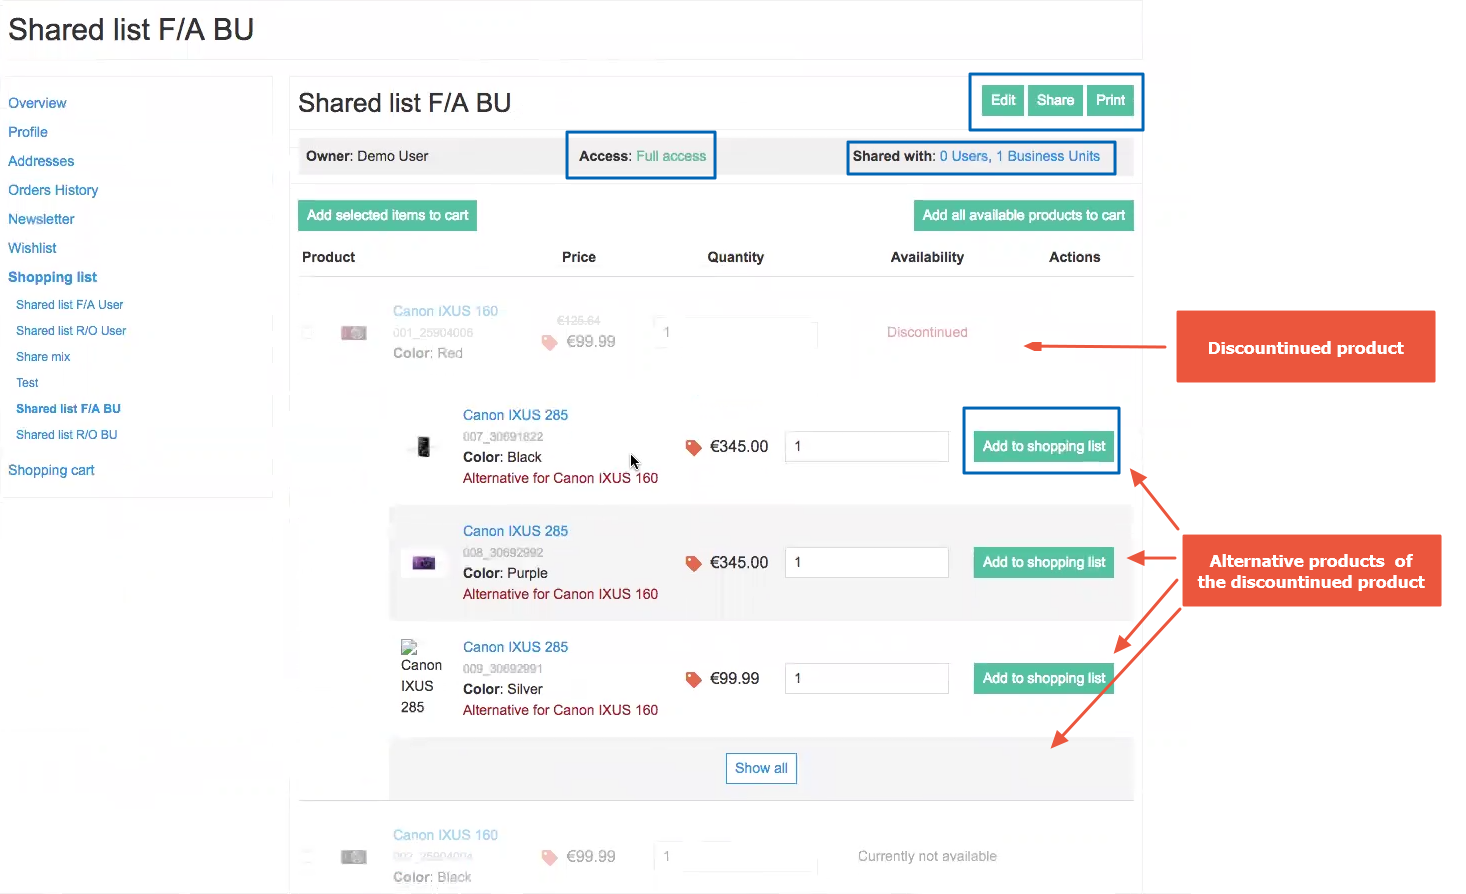 Shared list F/A BU
Overview
Profile
Addresses
Orders History
Newsletter
Wishlist
Shopping list
Shared list F/A User
Shared list R/O User
Share mix
Test
Shared list F/A BU
Shared list R/O BU
Shopping cart
Shared list F/A BU
Edit Share Print
Owner: Demo User Access: Full access Shared with: 0 Users, 1 Business Units
Add selected items to cart Add all available products to cart
Product Price Quantity Availability Actions
Canon IXUS 160
001_25904006
Color: Red
€125.64
€99.99
1
Discontinued
Discountinued product
Canon IXUS 285
007_30691822
Color: Black
Alternative for Canon IXUS 160
€345.00
1
Add to shopping list
Canon IXUS 285
008_30692992
Color: Purple
Alternative for Canon IXUS 160
€345.00
1
Add to shopping list
Alternative products of
the discountinued product
Canon
IXUS
285
Canon IXUS 285
009_30692991
Color: Silver
Alternative for Canon IXUS 160
€99.99
1
Add to shopping list
Show all
Canon IXUS 160
Color: Black
€99.99
1
Currently not available